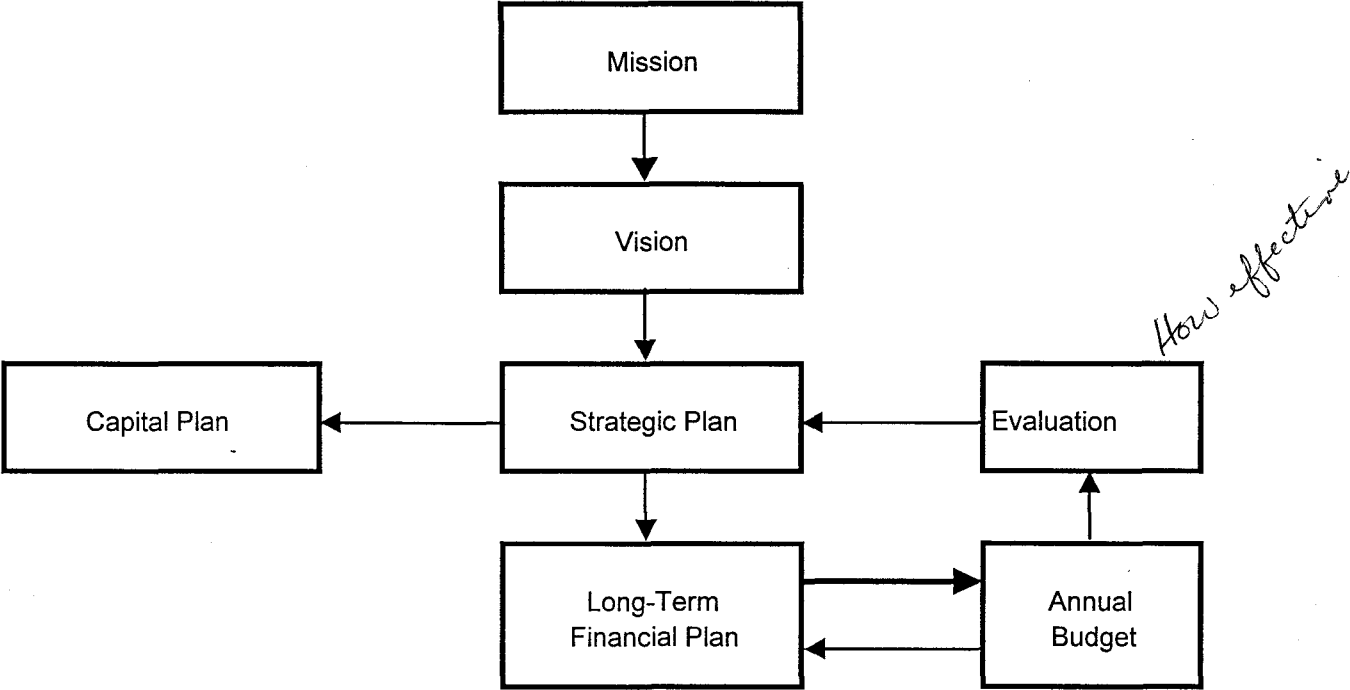 Mission
Vision
How effective
Capital Plan
Strategic Plan
Evaluation
Long-Term
Financial Plan
Annual
Budget